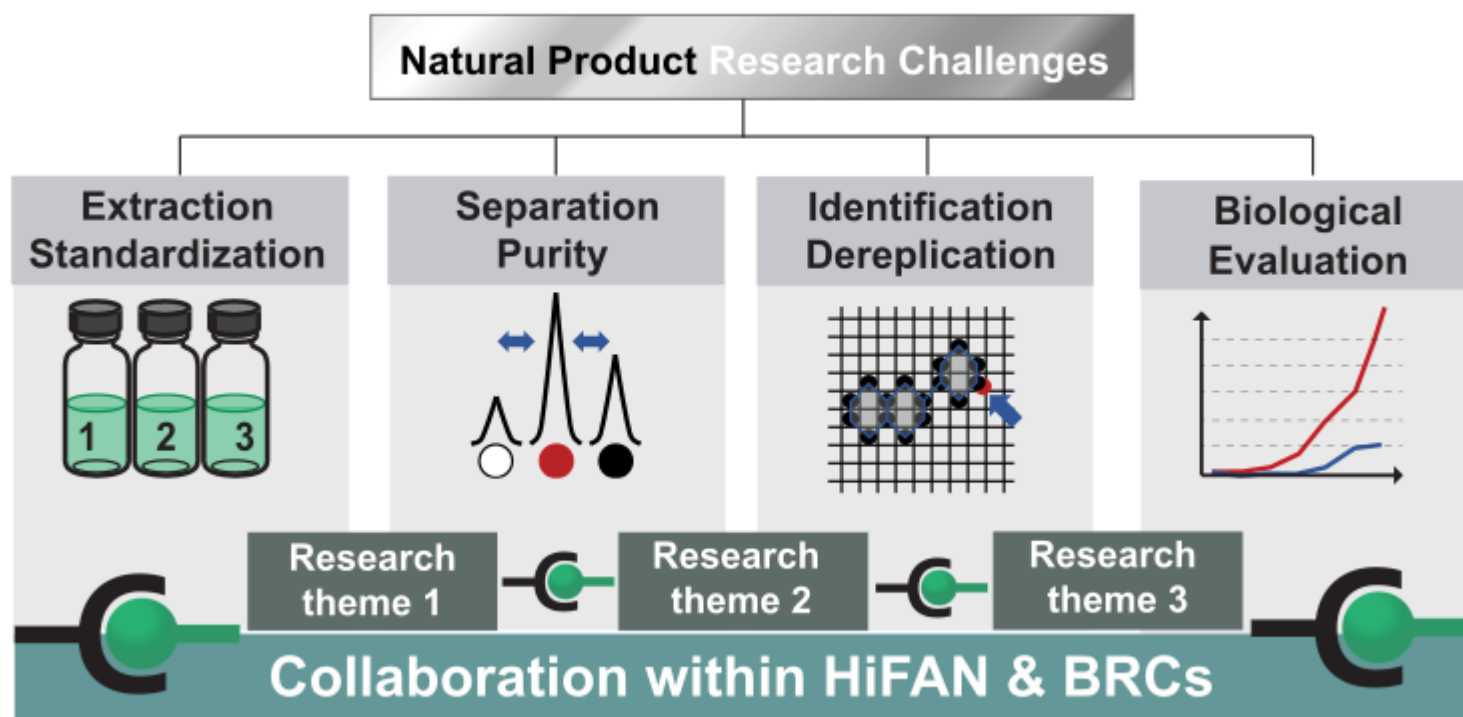 Natural Product Research Challenges
Extraction
Standardization
Separation
Purity
Identification
Dereplication
Biological
Evaluation
1 2 3
Research
theme 1
Research
theme 2
Research
theme 3
Collaboration within HiFAN & BRCs